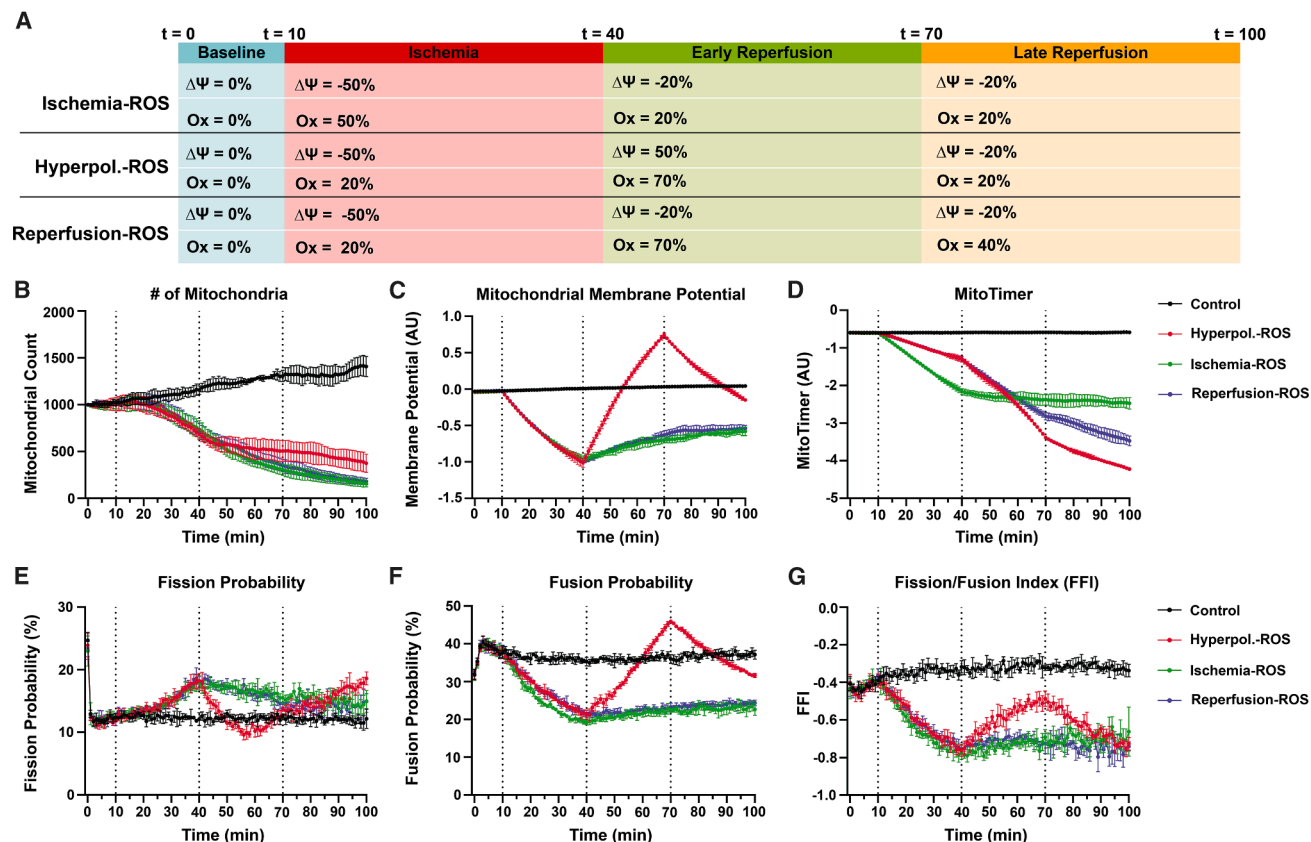 A
t = 0 t = 10 t = 40 t = 70 t = 100
Baseline Ischemia Early Reperfusion Late Reperfusion
Ischemia-ROS
ΔΨ = 0% ΔΨ = -50% ΔΨ = -20% ΔΨ = -20%
Ox = 0% Ox = 50% Ox = 20% Ox = 20%
Hyperpol.-ROS
ΔΨ = 0% ΔΨ = -50% ΔΨ = 50% ΔΨ = -20%
Ox = 0% Ox = 20% Ox = 70% Ox = 20%
Reperfusion-ROS
ΔΨ = 0% ΔΨ = -50% ΔΨ = -20% ΔΨ = -20%
Ox = 0% Ox = 20% Ox = 70% Ox = 40%
B
# of Mitochondria
Mitochondrial Count
2000
1500
1000
500
0
0 10 20 30 40 50 60 70 80 90 100
Time (min)
C
Mitochondrial Membrane Potential
Membrane Potential (AU)
1.0
0.5
0.0
-0.5
-1.0
-1.5
0 10 20 30 40 50 60 70 80 90 100
Time (min)
D
MitoTimer
MitoTimer (AU)
0
-1
-2
-3
-4
-5
0 10 20 30 40 50 60 70 80 90 100
Time (min)
Control
Hyperpol.-ROS
Ischemia-ROS
Reperfusion-ROS
E
Fission Probability
Fission Probability (%)
30
20
10
0
0 10 20 30 40 50 60 70 80 90 100
Time (min)
F
Fusion Probability
Fusion Probability (%)
50
40
30
20
10
0
0 10 20 30 40 50 60 70 80 90 100
Time (min)
G
Fission/Fusion Index (FFI)
FFI
0.0
-0.2
-0.4
-0.6
-0.8
-1.0
0 10 20 30 40 50 60 70 80 90 100
Time (min)
Control
Hyperpol.-ROS
Ischemia-ROS
Reperfusion-ROS